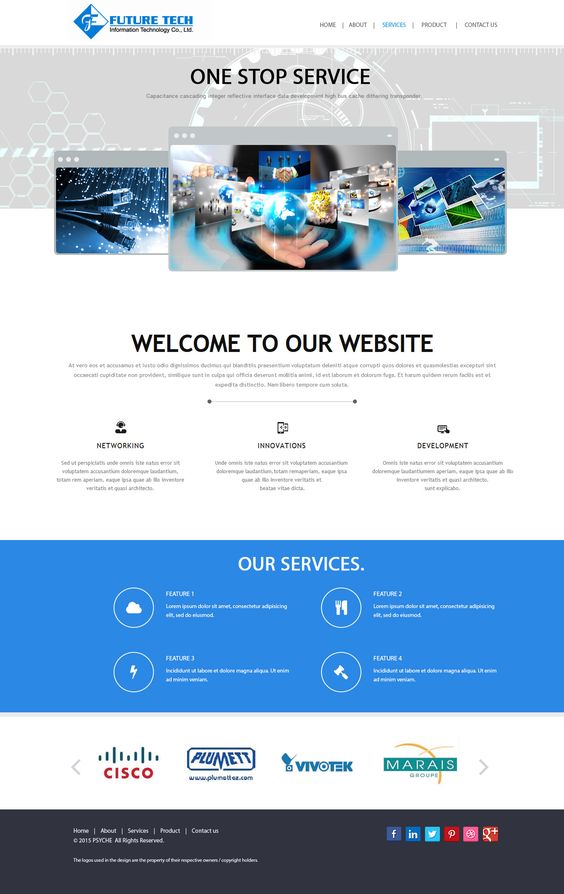 FUTURE TECH
Information Technology Co., Ltd.
HOME | ABOUT | SERVICES | PRODUCT | CONTACT US
ONE STOP SERVICE
Capacitance cascading integer reflective interface data development high bus cache dithering transponder.
WELCOME TO OUR WEBSITE
At vero eos et accusamus et iusto odio dignissimos ducimus qui blanditiis praesentium voluptatum deleniti atque corrupti quos dolores et quasmolestias excepturi sint
occaecati cupiditate non provident, similique sunt in culpa qui officia deserunt mollitia animi, id est laborum et dolorum fuga. Et harum quidem rerum facilis est et
expedita distinctio. Nam libero tempore cum soluta.
NETWORKING
Sed ut perspiciatis unde omnis iste natus error sit
voluptatem accusantium doloremque laudantium,
totam rem aperiam, eaque ipsa quae ab illo inventore
veritatis et quasi architecto.
INNOVATIONS
Unde omnis iste natus error sit voluptatem accusantium
doloremque laudantium,totam remaperiam, eaque ipsa
quae ab illo inventore veritatis et
beatae vitae dicta.
DEVELOPMENT
Omnis iste natus error sit voluptatem accusantium
doloremque laudantiumem aperiam, eaque ipsa quae ab illo
inventore veritatis et quasi architecto.
sunt explicabo.
OUR SERVICES.
FEATURE 1
Lorem ipsum dolor sit amet, consectetur adipisicing
elit, sed do eiusmod.
FEATURE 2
Lorem ipsum dolor sit amet, consectetur adipisicing
elit, sed do eiusmod.
FEATURE 3
Incididunt ut labore et dolore magna aliqua. Ut enim
ad minim veniam.
FEATURE 4
Incididunt ut labore et dolore magna aliqua. Ut enim
ad minim veniam.
CISCO
PLUMETT
www.plumettaz.com
VIVOTEK
MARAIS
GROUPE
Home | About | Services | Product | Contact us
© 2015 PSYCHE All Rights Reserved.
The logos used in the design are the property of their respective owners / copyright holders.